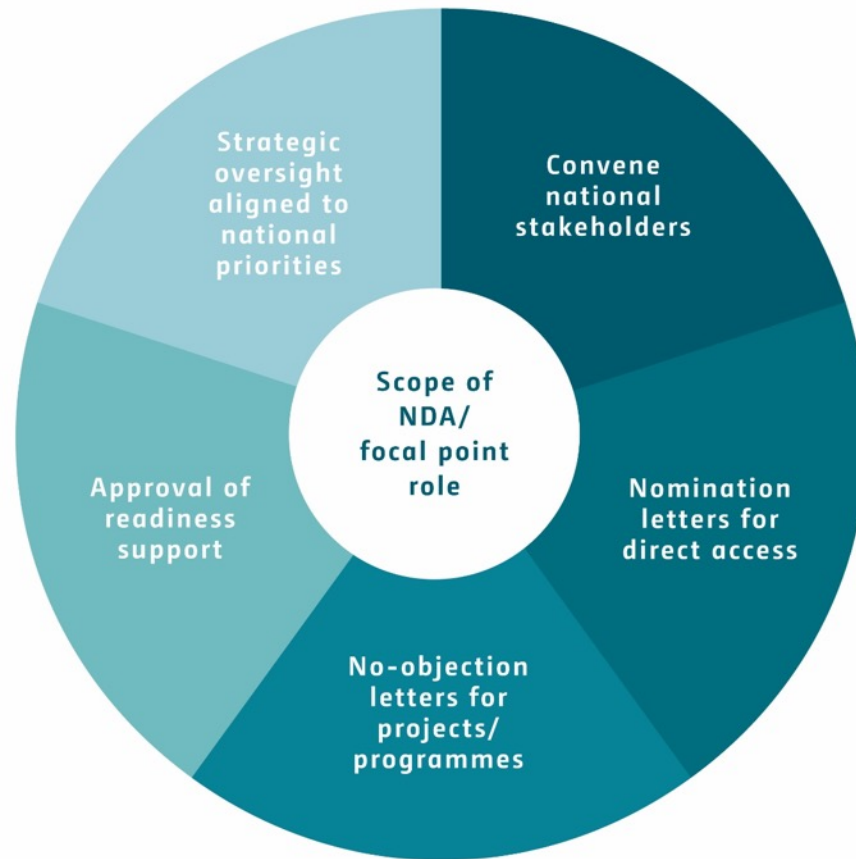 Strategic
oversight
aligned to
national
priorities
Convene
national
stakeholders
Scope of
NDA/
focal point
role
Approval of
readiness
support
Nomination
letters for
direct access
No-objection
letters for
projects/
programmes